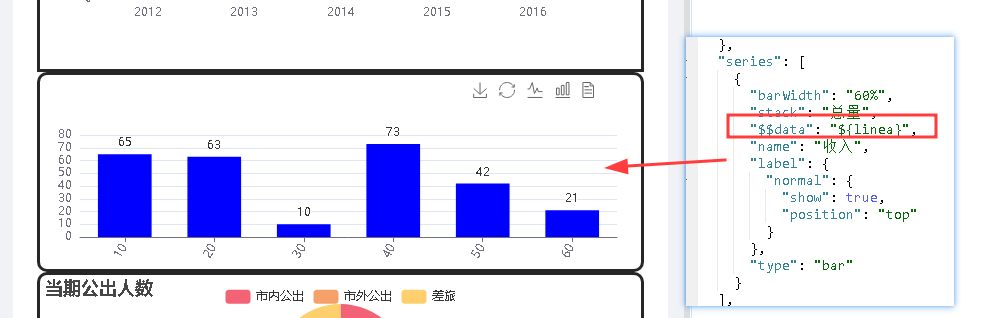 2012 2013 2014 2015 2016
80
70
60
50
40
30
20
10
0
65 63 10 73 42 21
10 20 30 40 50 60
当期公出人数
市内公出 市外公出 差旅
},
"series": [
{
"barWidth": "60%",
"stack": "总量",
"$$data": "${linea}",
"name": "收入",
"label": {
"normal": {
"show": true,
"position": "top"
}
},
"type": "bar"
}
],